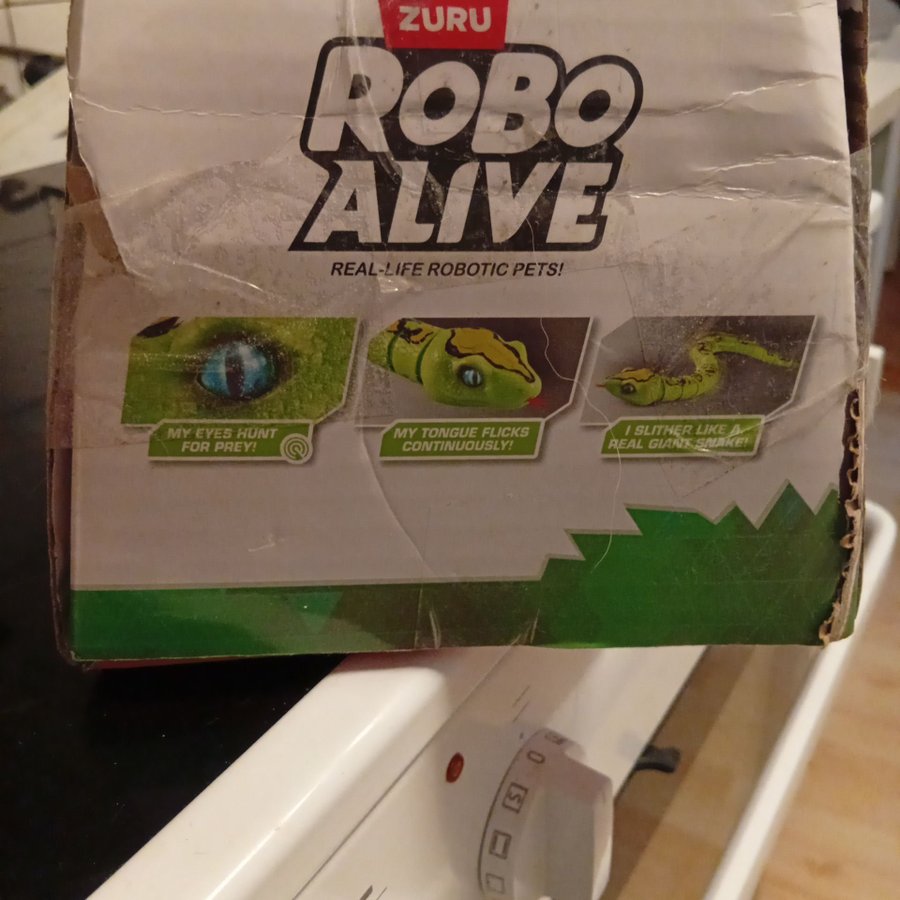 ZURU
ROBO
ALIVE
REAL-LIFE ROBOTIC PETS!
MY EYES HUNT
FOR PREY!
MY TONGUE FLICKS
CONTINUOUSLY!
I SLITHER LIKE A
REAL GIANT SNAKE!
0